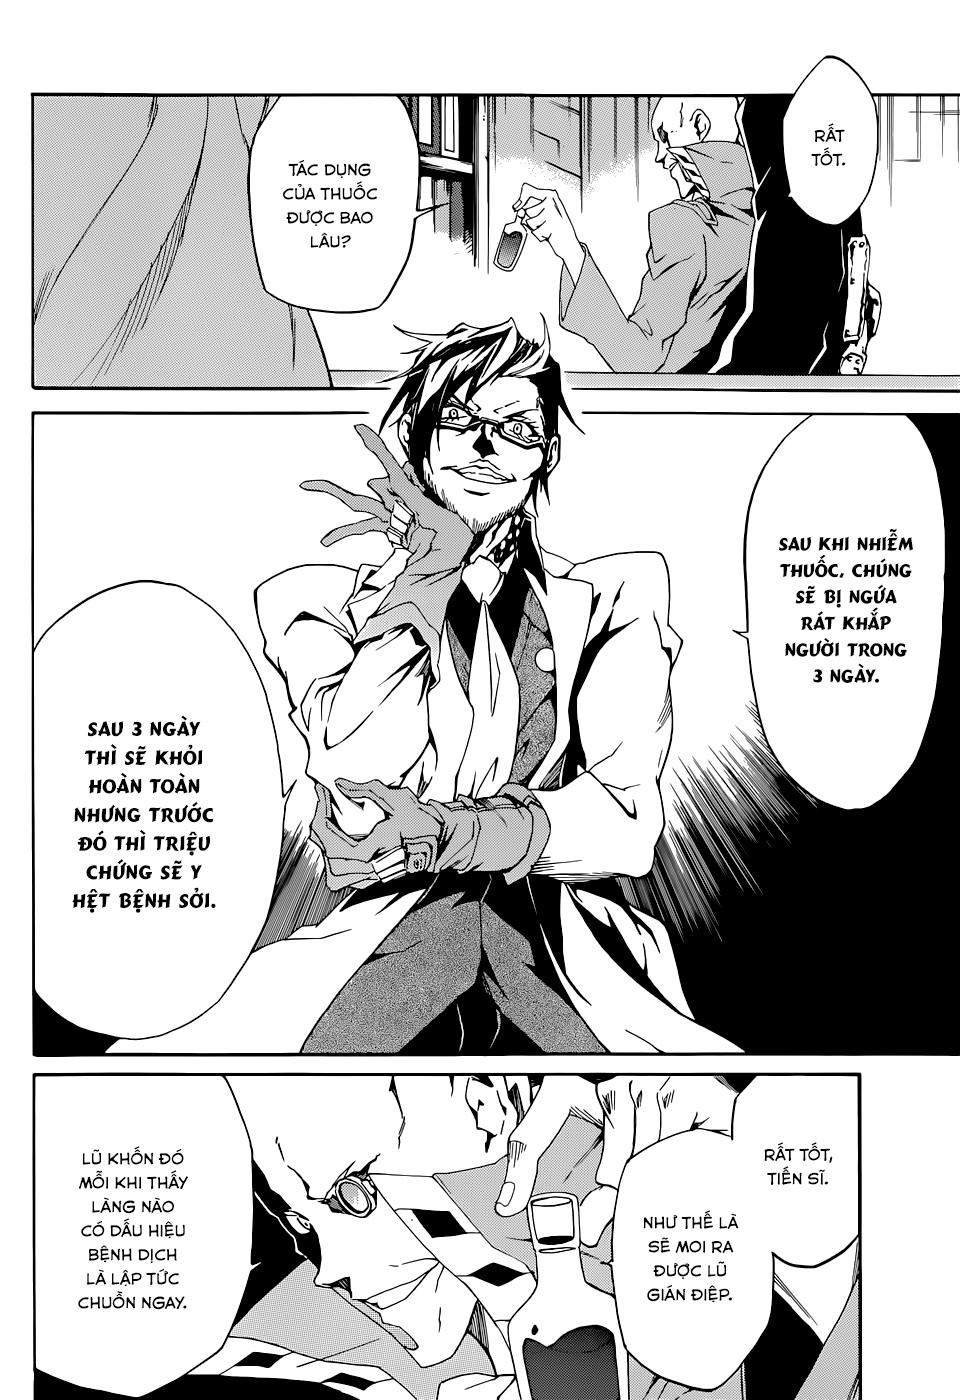 RẤT
TỐT.
TÁC DỤNG
CỦA THUỐC
ĐƯỢC BAO
LÂU?
SAU KHI NHIỄM
THUỐC, CHÚNG
SẼ BỊ NGỨA
RÁT KHẮP
NGƯỜI TRONG
3 NGÀY.
SAU 3 NGÀY
THÌ SẼ KHỎI
HOÀN TOÀN
NHƯNG TRƯỚC
ĐÓ THÌ TRIỆU
CHỨNG SẼ Y
HỆT BỆNH SỞI.
RẤT TỐT,
TIẾN SĨ.
NHƯ THẾ LÀ
SẼ MOI RA
ĐƯỢC LŨ
GIÁN ĐIỆP.
LŨ KHỐN ĐÓ
MỖI KHI THẤY
LÀNG NÀO
CÓ DẤU HIỆU
BỆNH DỊCH
LÀ LẬP TỨC
CHUỒN NGAY.